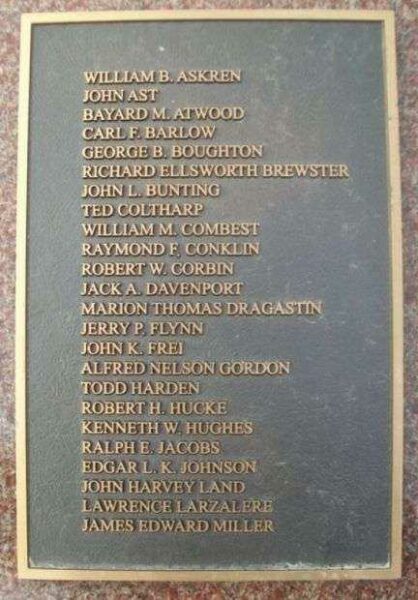 WILLIAM B. ASKREN
JOHN AST
BAYARD M. ATWOOD
CARL F. BARLOW
GEORGE B. BOUGHTON
RICHARD ELLSWORTH BREWSTER
JOHN L. BUNTING
TED COLTHARP
WILLIAM M. COMBEST
RAYMOND F. CONKLIN
ROBERT W. CORBIN
JACK A. DAVENPORT
MARION THOMAS DRAGASTIN
JERRY P. FLYNN
JOHN K. FREI
ALFRED NELSON GORDON
TODD HARDEN
ROBERT H. HUCKE
KENNETH W. HUGHES
RALPH E. JACOBS
EDGAR L. K. JOHNSON
JOHN HARVEY LAND
LAWRENCE LARZALERE
JAMES EDWARD MILLER